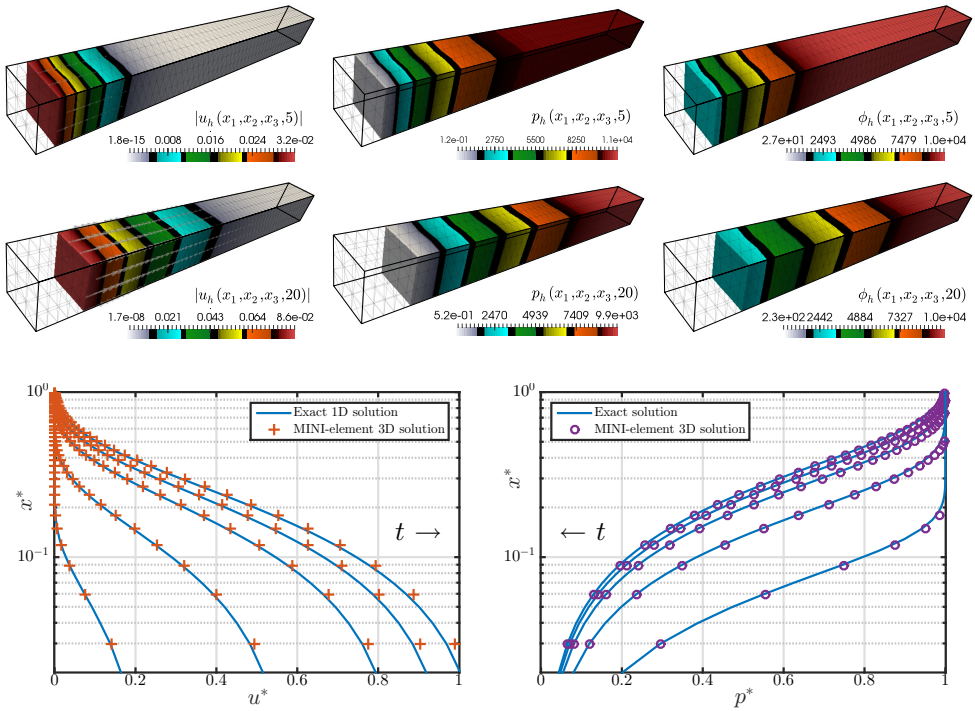 |u_h(x_1,x_2,x_3,5)|
1.8e-15 0.008 0.016 0.024 3.2e-02
p_h(x_1,x_2,x_3,5)
1.2e-01 2750 5500 8250 1.1e+04
ϕ_h(x_1,x_2,x_3,5)
2.7e+01 2493 4986 7479 1.0e+04
|u_h(x_1,x_2,x_3,20)|
1.7e-08 0.021 0.043 0.064 8.6e-02
p_h(x_1,x_2,x_3,20)
5.2e-01 2470 4939 7409 9.9e+03
ϕ_h(x_1,x_2,x_3,20)
2.3e+02 2442 4884 7327 1.0e+04
10^0
Exact 1D solution
MINI-element 3D solution
x^*
t →
10^{-1}
0 0.2 0.4 0.6 0.8 1
u^*
10^0
Exact solution
MINI-element 3D solution
x^*
← t
10^{-1}
0 0.2 0.4 0.6 0.8 1
p^*